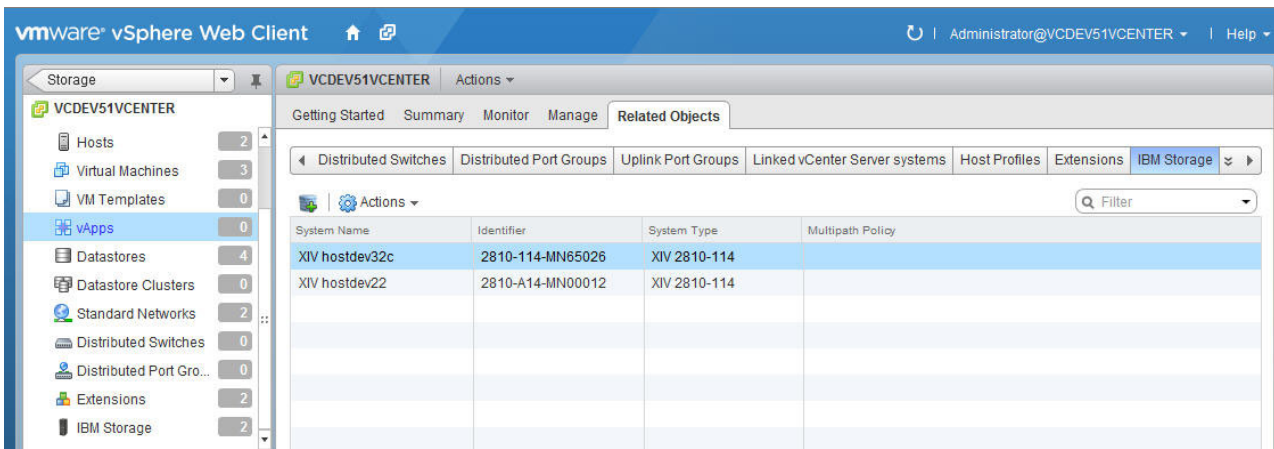 vmware® vSphere Web Client
Administrator@VCDEV51VCENTER
Help
Storage
VCDEV51VCENTER
Hosts 2
Virtual Machines 3
VM Templates 0
vApps 0
Datastores 4
Datastore Clusters 0
Standard Networks 2
Distributed Switches 0
Distributed Port Gro... 0
Extensions 2
IBM Storage 2
VCDEV51VCENTER Actions
Getting Started Summary Monitor Manage Related Objects
Distributed Switches Distributed Port Groups Uplink Port Groups Linked vCenter Server systems Host Profiles Extensions IBM Storage
Actions Filter
System Name Identifier System Type Multipath Policy
XIV hostdev32c 2810-114-MN65026 XIV 2810-114
XIV hostdev22 2810-A14-MN00012 XIV 2810-114